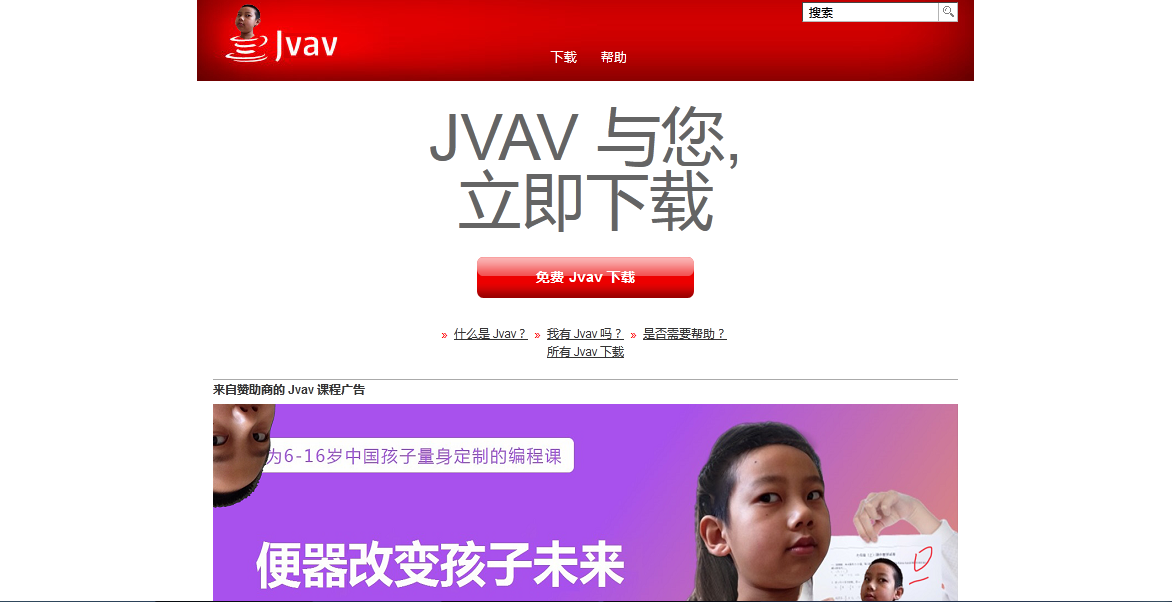 搜索
Jvav
下载 帮助
JVAV 与您,
立即下载
免费 Jvav 下载
» 什么是 Jvav？ » 我有 Jvav 吗？ » 是否需要帮助？
所有 Jvav 下载
来自赞助商的 Jvav 课程广告
为6-16岁中国孩子量身定制的编程课
便器改变孩子未来
0